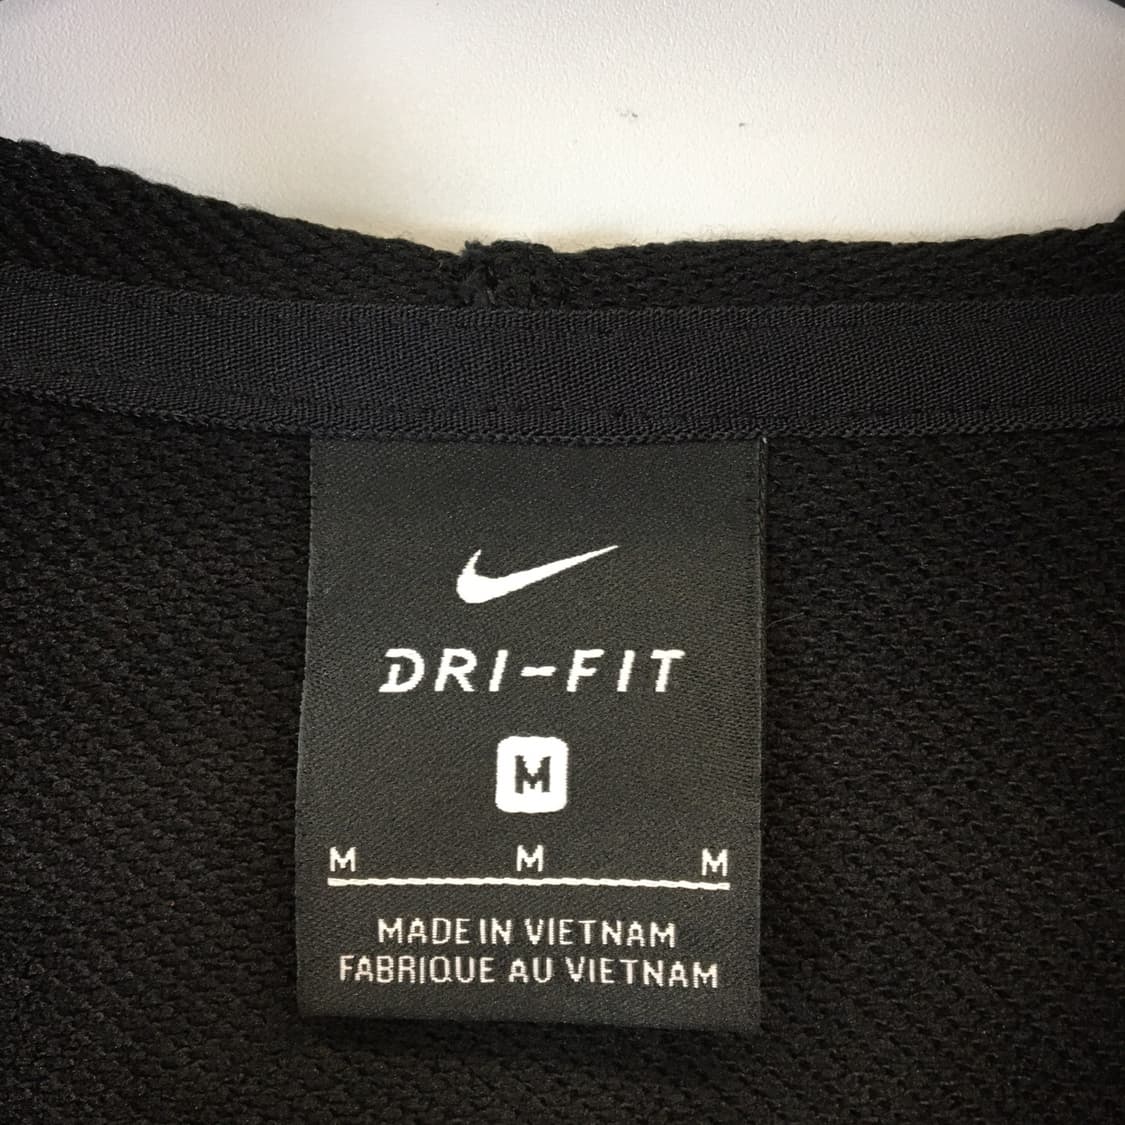 DRI-FIT
M
M M M
MADE IN VIETNAM
FABRIQUE AU VIETNAM